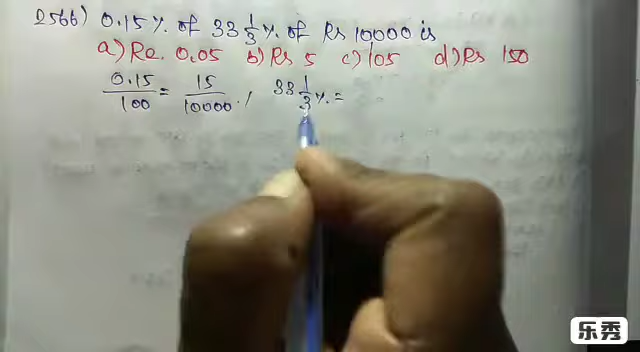 2566) 0.15% of 33 1/3 % of Rs 10000 is
a) Re. 0.05 b) Rs 5 c) 105 d) Rs 150
0.15/100 = 15/10000 . / 33 1/3 % =
乐秀